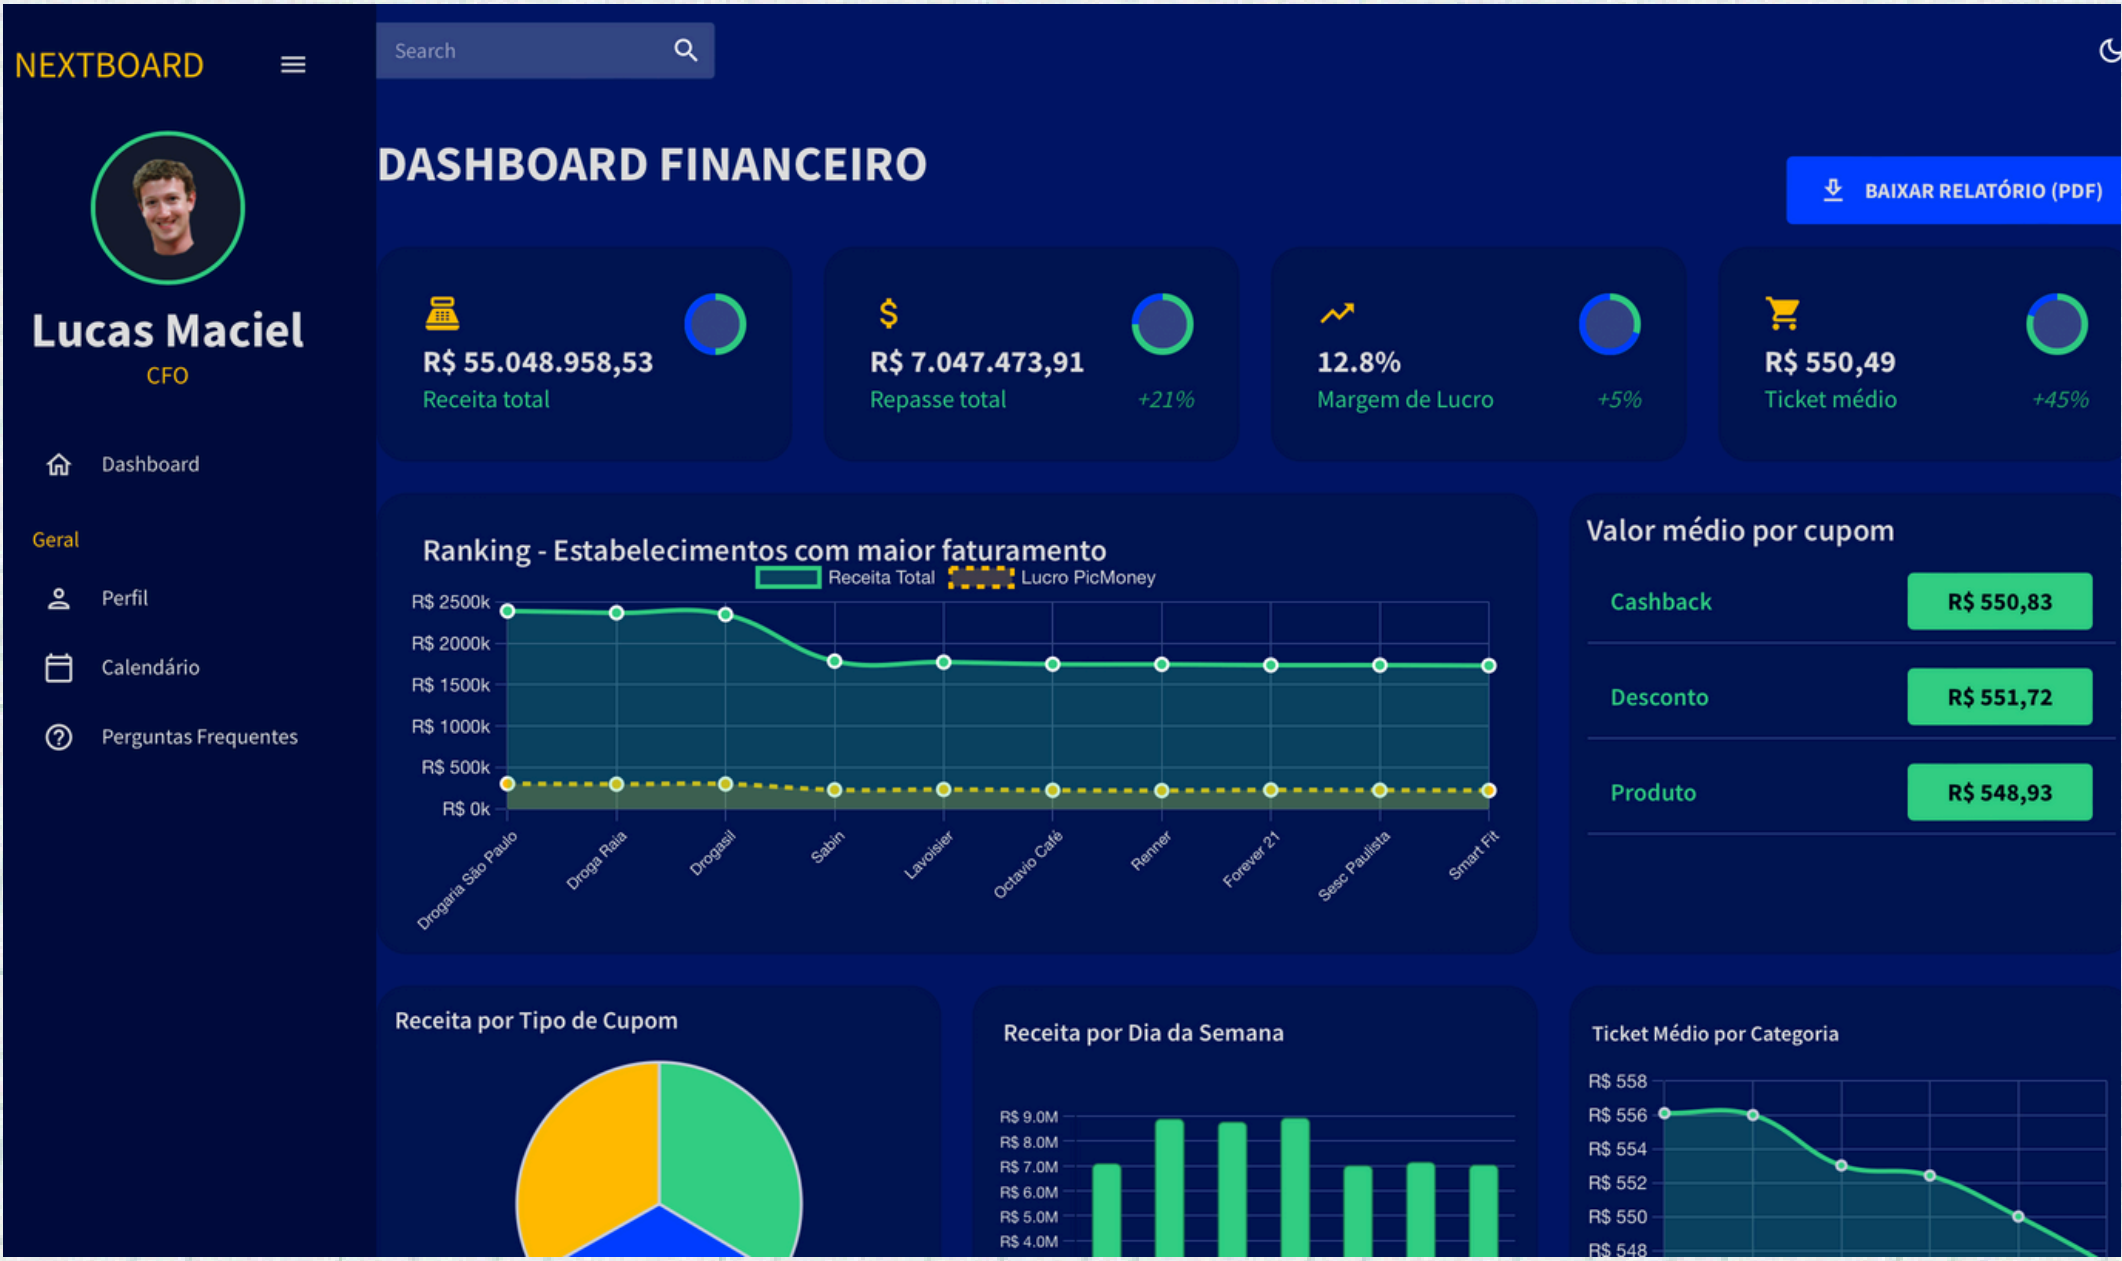 NEXTBOARD
Search
Lucas Maciel
CFO
Dashboard
Geral
Perfil
Calendário
Perguntas Frequentes
DASHBOARD FINANCEIRO
BAIXAR RELATÓRIO (PDF)
R$ 55.048.958,53
Receita total
R$ 7.047.473,91
Repasse total +21%
12.8%
Margem de Lucro +5%
R$ 550,49
Ticket médio +45%
Ranking - Estabelecimentos com maior faturamento
Receita Total Lucro PicMoney
R$ 2500k
R$ 2000k
R$ 1500k
R$ 1000k
R$ 500k
R$ 0k
Drogaria São Paulo
Droga Raia
Drogasil
Sabin
Lavoisier
Octavio Café
Renner
Forever 21
Sesc Paulista
Smart Fit
Valor médio por cupom
Cashback R$ 550,83
Desconto R$ 551,72
Produto R$ 548,93
Receita por Tipo de Cupom
Receita por Dia da Semana
R$ 9.0M
R$ 8.0M
R$ 7.0M
R$ 6.0M
R$ 5.0M
R$ 4.0M
Ticket Médio por Categoria
R$ 558
R$ 556
R$ 554
R$ 552
R$ 550
R$ 548